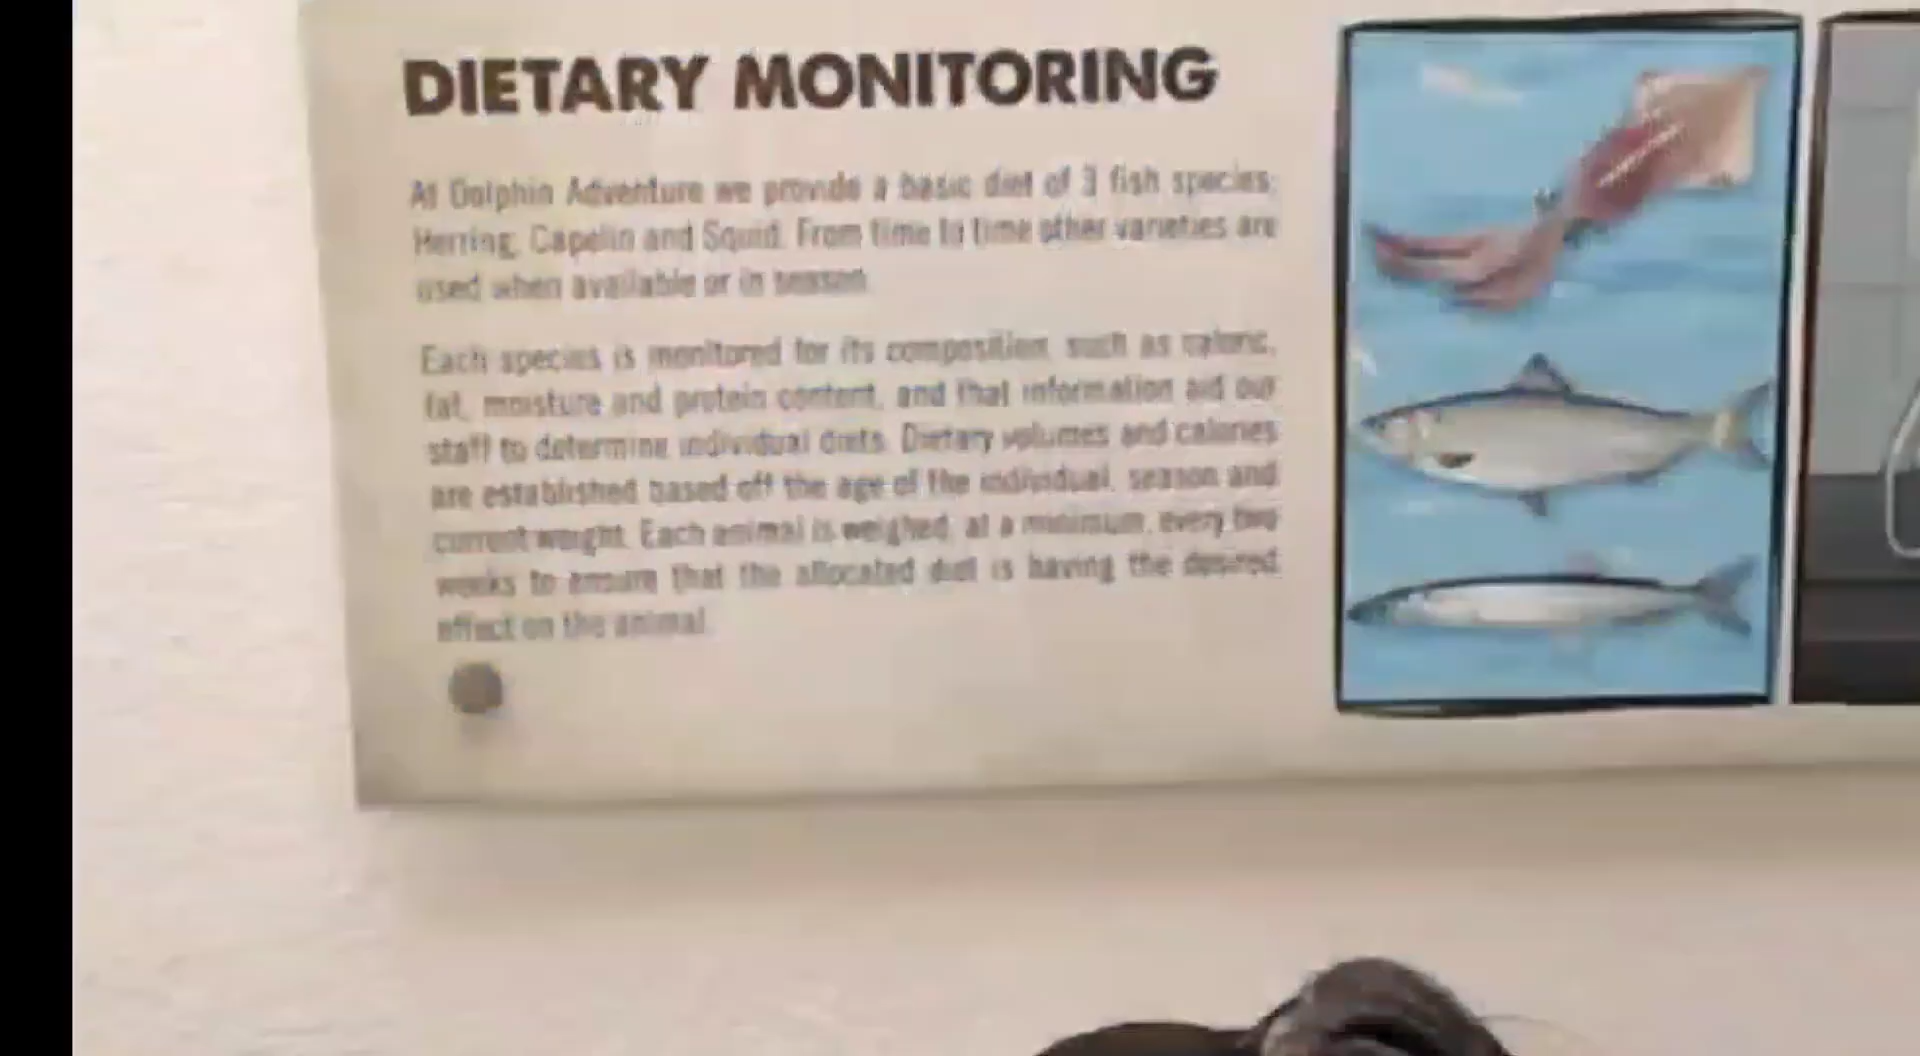 DIETARY MONITORING
At Dolphin Adventure we provide a basic diet of 3 fish species:
Herring, Capelin and Squid. From time to time other varieties are
used when available or in season.
Each species is monitored for its composition, such as caloric,
fat, moisture and protein content, and that information aid our
staff to determine individual diets. Dietary volumes and calories
are established based off the age of the individual, season and
current weight. Each animal is weighed, at a minimum, every two
weeks to ensure that the allocated diet is having the desired
effect on the animal.